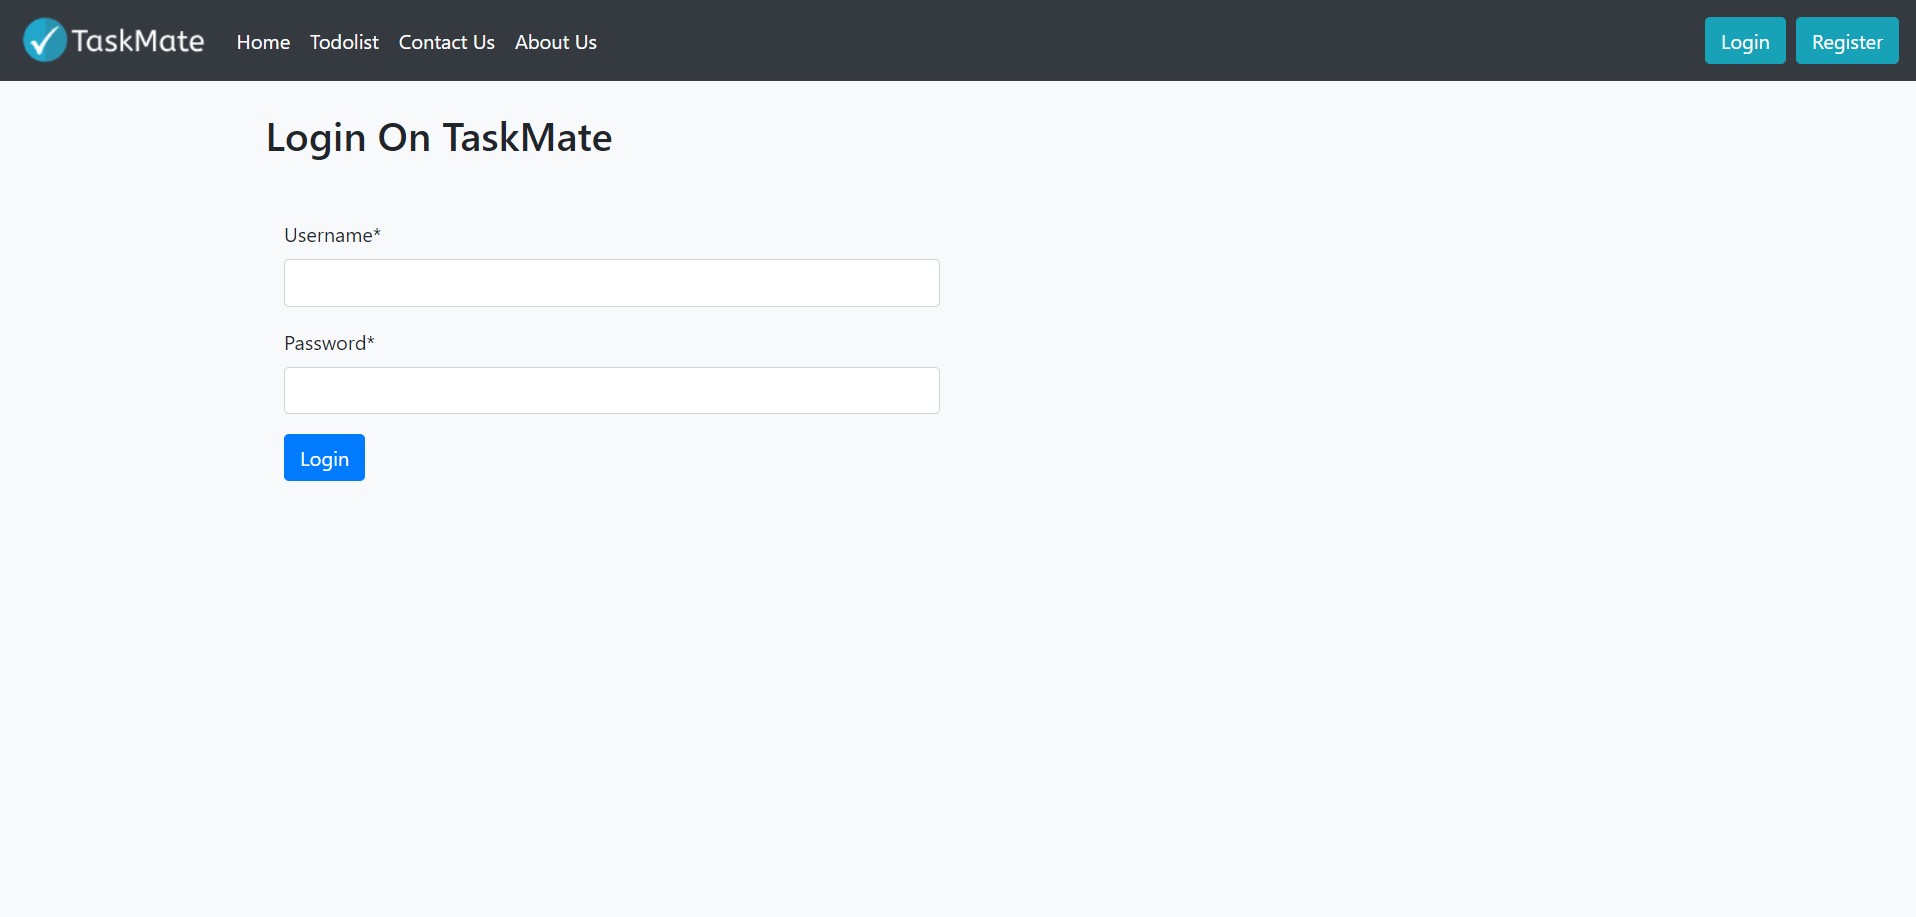 TaskMate Home Todolist Contact Us About Us Login Register
Login On TaskMate
Username*
Password*
Login